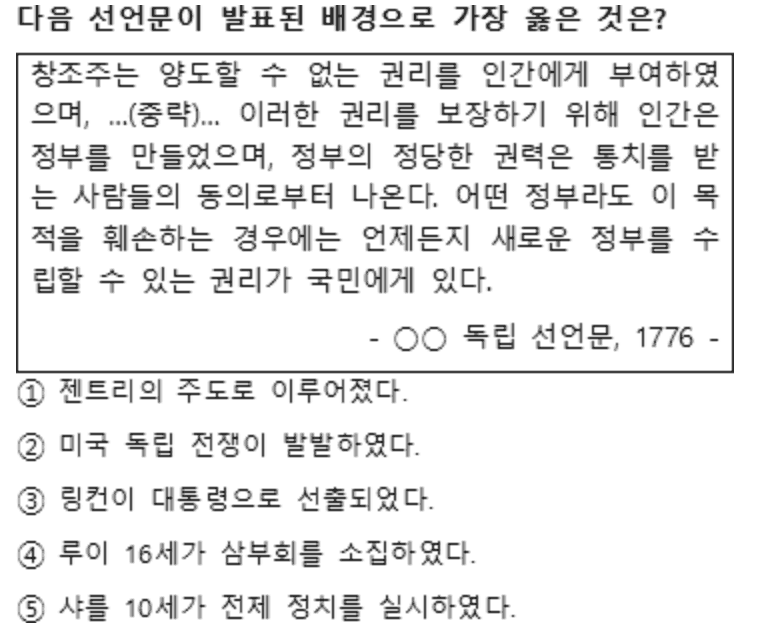 다음 선언문이 발표된 배경으로 가장 옳은 것은?
창조주는 양도할 수 없는 권리를 인간에게 부여하였
으며, ...(중략)... 이러한 권리를 보장하기 위해 인간은
정부를 만들었으며, 정부의 정당한 권력은 통치를 받
는 사람들의 동의로부터 나온다. 어떤 정부라도 이 목
적을 훼손하는 경우에는 언제든지 새로운 정부를 수
립할 수 있는 권리가 국민에게 있다.
- ○○ 독립 선언문, 1776 -
① 젠트리의 주도로 이루어졌다.
② 미국 독립 전쟁이 발발하였다.
③ 링컨이 대통령으로 선출되었다.
④ 루이 16세가 삼부회를 소집하였다.
⑤ 샤를 10세가 전제 정치를 실시하였다.